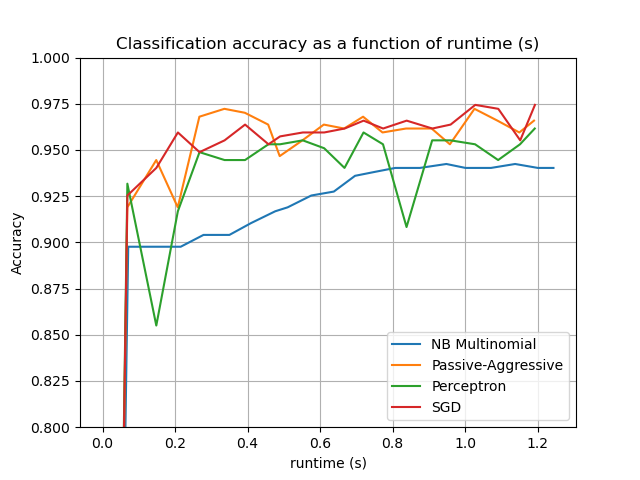 Classification accuracy as a function of runtime (s)
1.000
0.975
0.950
0.925
0.900
0.875
0.850
0.825
0.800
Accuracy
NB Multinomial
Passive-Aggressive
Perceptron
SGD
0.0 0.2 0.4 0.6 0.8 1.0 1.2
runtime (s)